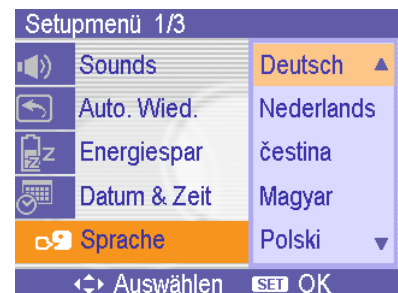 Setupmenü 1/3
Sounds
Auto. Wied.
Energiespar
Datum & Zeit
Sprache
Deutsch
Nederlands
čestina
Magyar
Polski
Auswählen SET OK